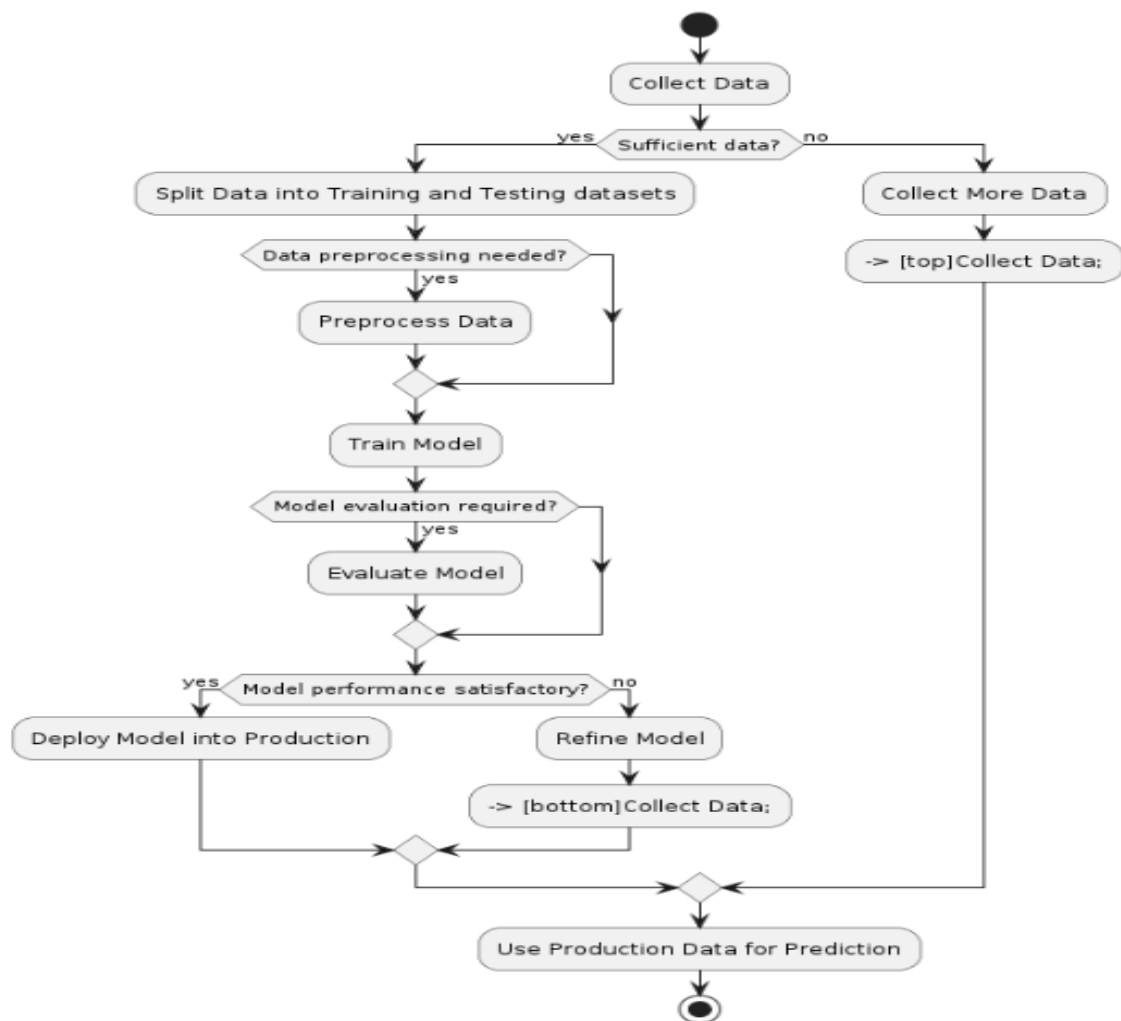 Collect Data
yes
Sufficient data?
no
Split Data into Training and Testing datasets
Collect More Data
Data preprocessing needed?
-> [top]Collect Data;
yes
Preprocess Data
Train Model
Model evaluation required?
yes
Evaluate Model
yes
Model performance satisfactory?
no
Deploy Model into Production
Refine Model
-> [bottom]Collect Data;
Use Production Data for Prediction